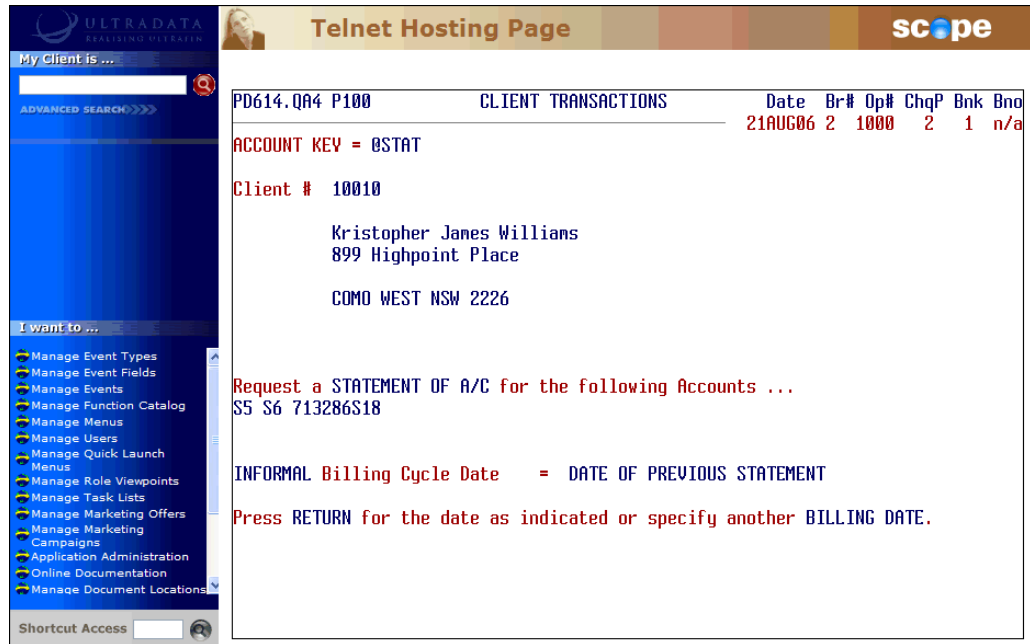 ULTRADATA
REALISING ULTRAFIN
Telnet Hosting Page
scope
My Client is ...
ADVANCED SEARCH
PD614.QA4 P100 CLIENT TRANSACTIONS Date Br# Op# ChqP Bnk Bno
21AUG06 2 1000 2 1 n/a
ACCOUNT KEY = @STAT
Client # 10010
Kristopher James Williams
899 Highpoint Place
COMO WEST NSW 2226
Request a STATEMENT OF A/C for the following Accounts ...
S5 S6 713286S18
INFORMAL Billing Cycle Date = DATE OF PREVIOUS STATEMENT
Press RETURN for the date as indicated or specify another BILLING DATE.
I want to ...
Manage Event Types
Manage Event Fields
Manage Events
Manage Function Catalog
Manage Menus
Manage Users
Manage Quick Launch
Menus
Manage Role Viewpoints
Manage Task Lists
Manage Marketing Offers
Manage Marketing
Campaigns
Application Administration
Online Documentation
Manage Document Locations
Shortcut Access